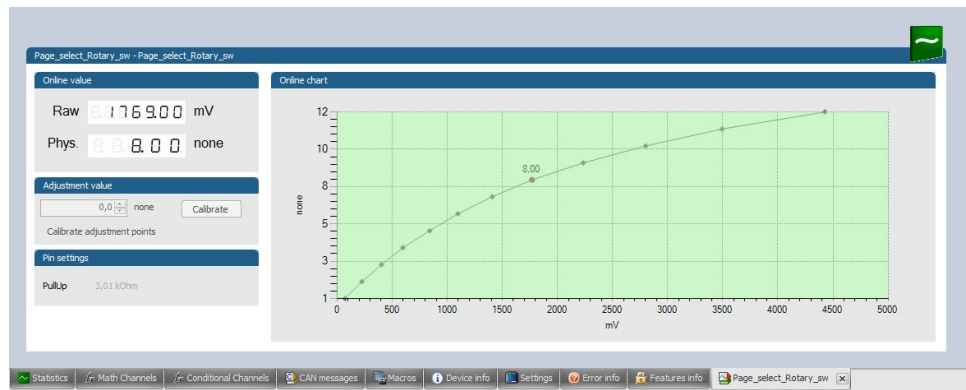 Page_select_Rotary_sw - Page_select_Rotary_sw
Online value
Raw 1769.00 mV
Phys. 8.00 none
Adjustment value
0,0 none Calibrate
Calibrate adjustment points
Pin settings
PullUp 3,01 kOhm
Online chart
12
10
8
5
3
1
none
8,00
0 500 1000 1500 2000 2500 3000 3500 4000 4500 5000
mV
Statistics Math Channels Conditional Channels CAN messages Macros Device info Settings Error info Features info Page_select_Rotary_sw